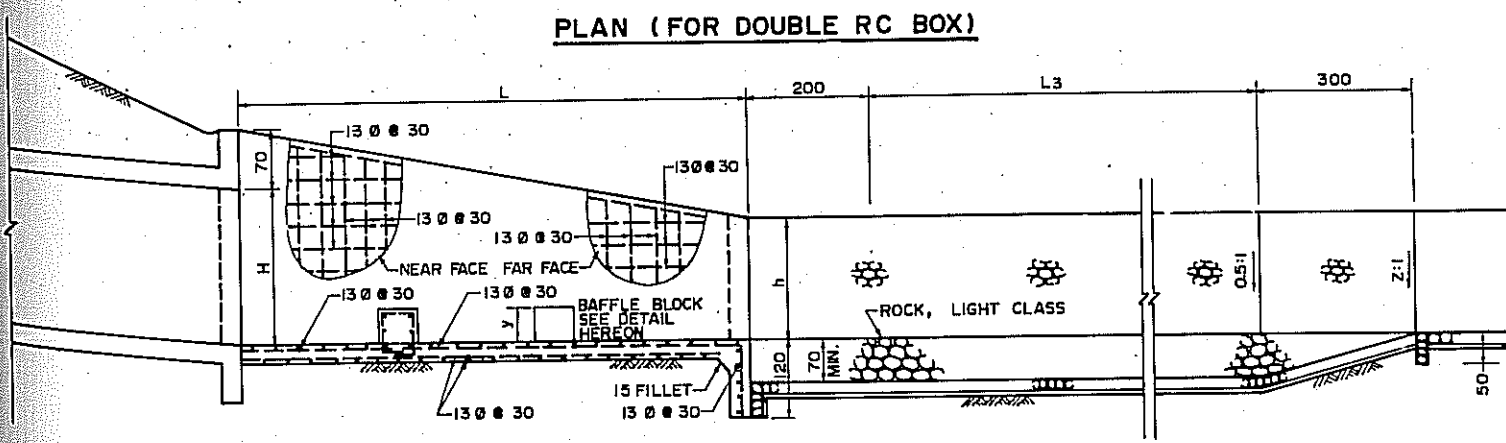 PLAN (FOR DOUBLE RC BOX)
L
200
L3
300
70
13 Ø @ 30
13 Ø @ 30
13 Ø @ 30
13 Ø @ 30
H
NEAR FACE FAR FACE
h
0.5:1
Z:1
13 Ø @ 30
13 Ø @ 30
y
BAFFLE BLOCK
SEE DETAIL
HEREON
ROCK, LIGHT CLASS
70
MIN.
120
15 FILLET
13 Ø @ 30
13 Ø @ 30
50